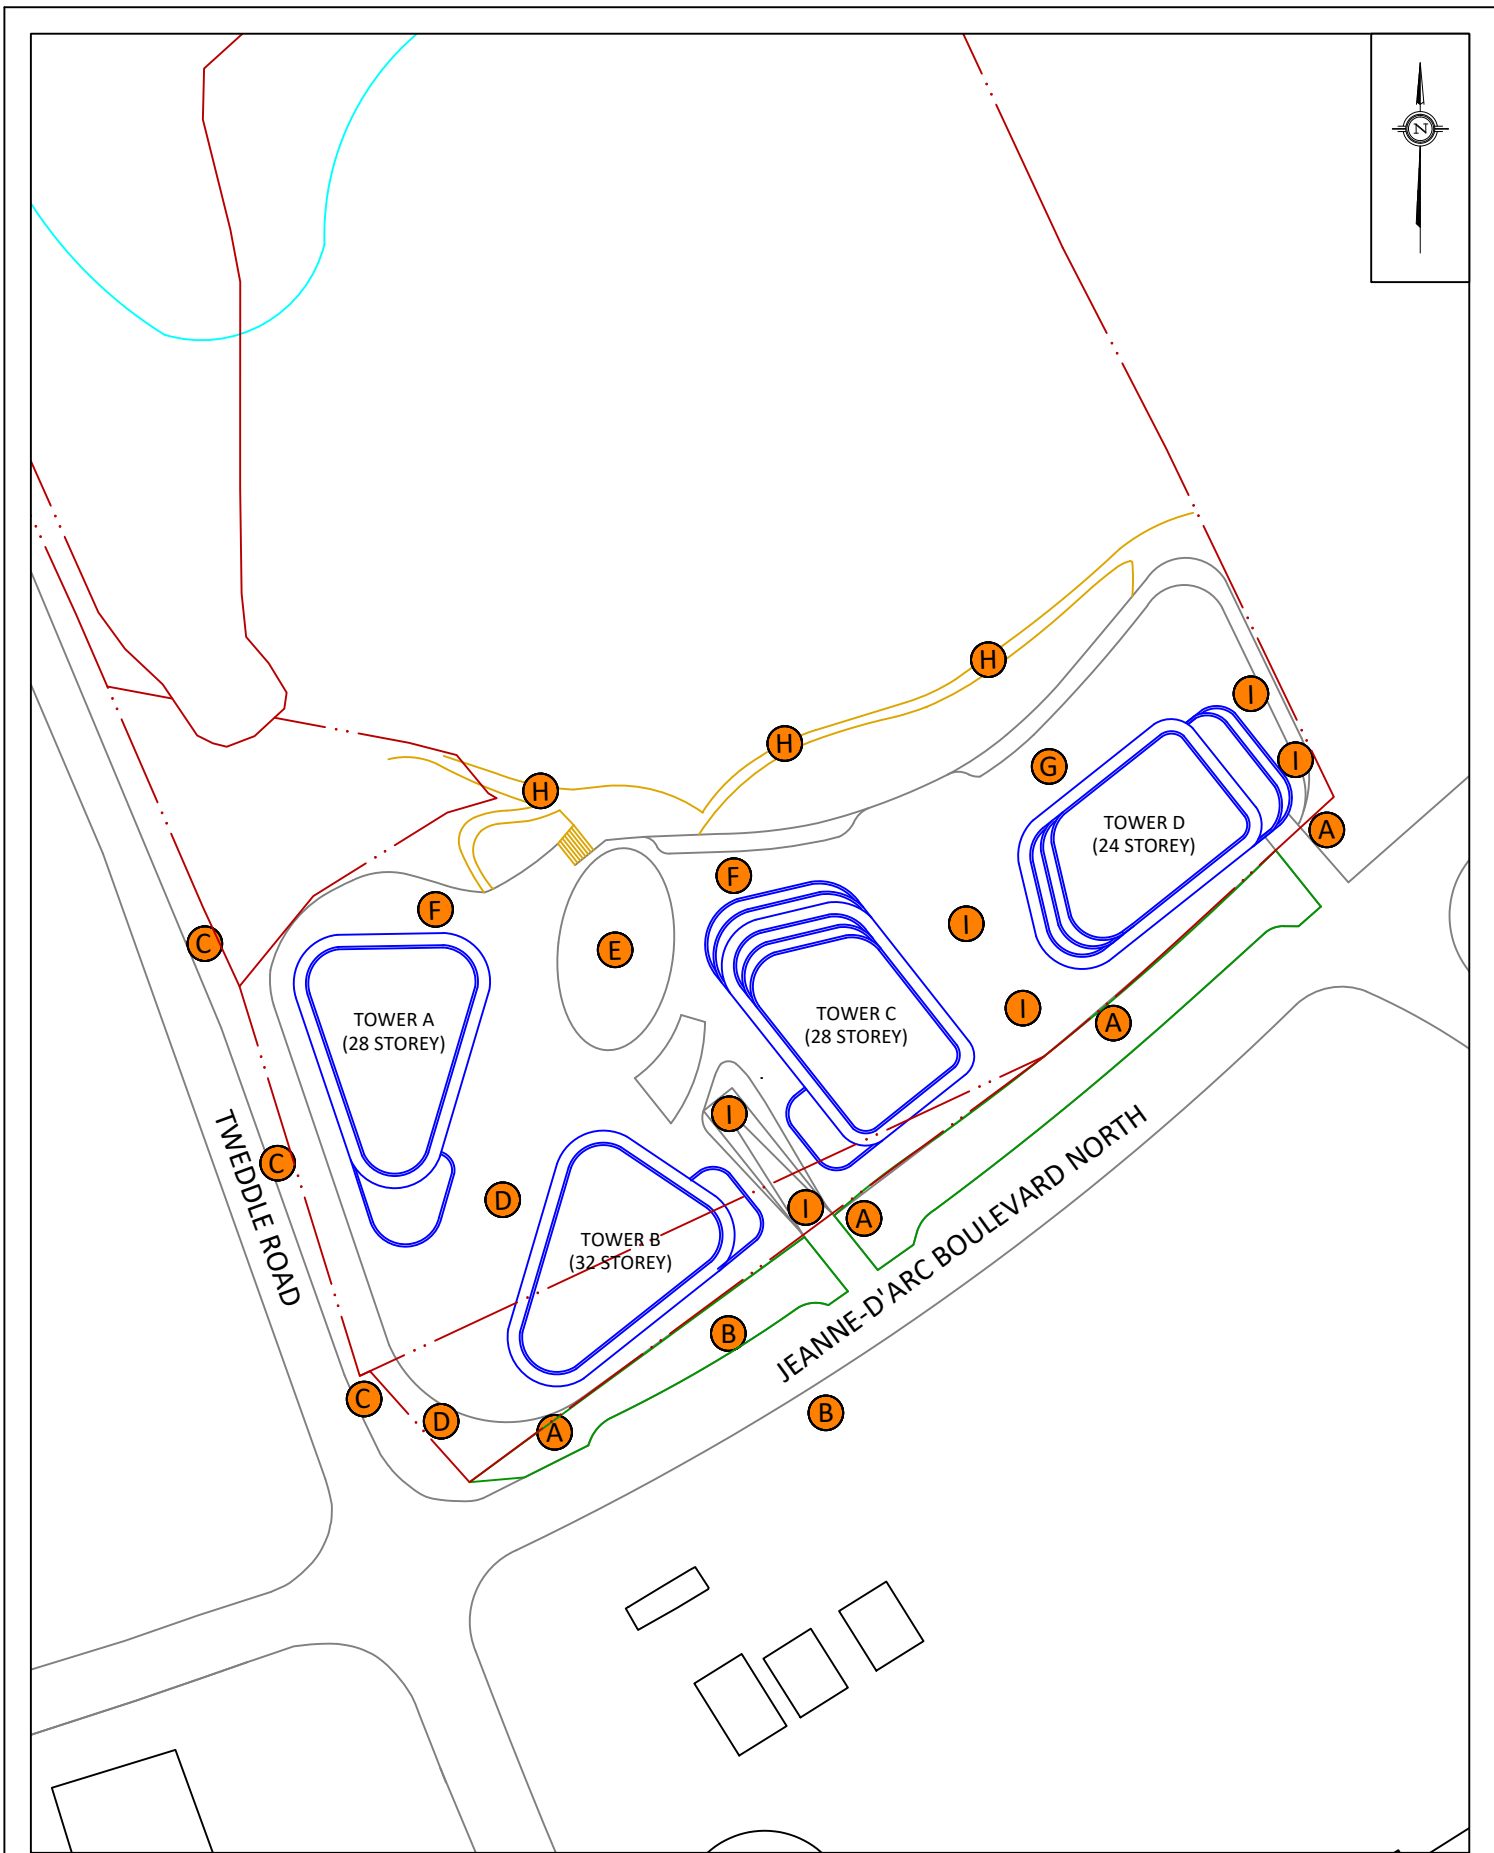 N
H
I
H
I
H
G
TOWER D
(24 STOREY)
A
F
F
I
C
E
TOWER A
(28 STOREY)
TOWER C
(28 STOREY)
I
A
I
C
D
I
A
TWEDDLE ROAD
TOWER B
(32 STOREY)
JEANNE-D'ARC BOULEVARD NORTH
B
C
B
D
A